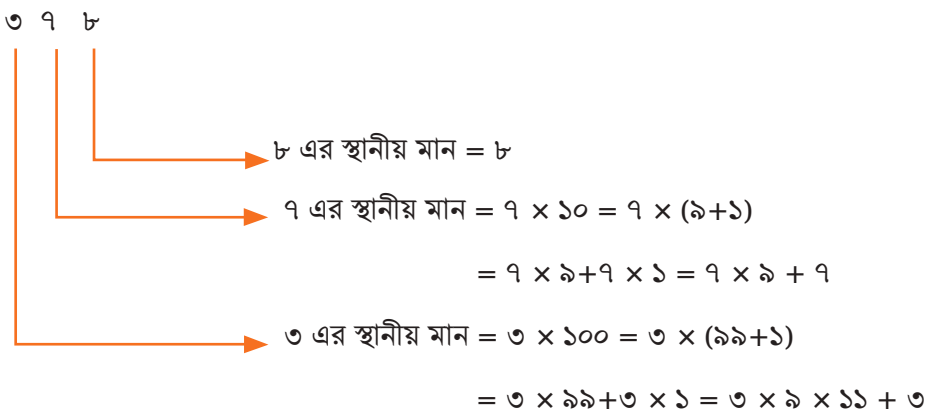 ৩ ৭ ৮
৮ এর স্থানীয় মান = ৮
৭ এর স্থানীয় মান = ৭ × ১০ = ৭ × (৯+১)
= ৭ × ৯+৭ × ১ = ৭ × ৯ + ৭
৩ এর স্থানীয় মান = ৩ × ১০০ = ৩ × (৯৯+১)
= ৩ × ৯৯+৩ × ১ = ৩ × ৯ × ১১ + ৩